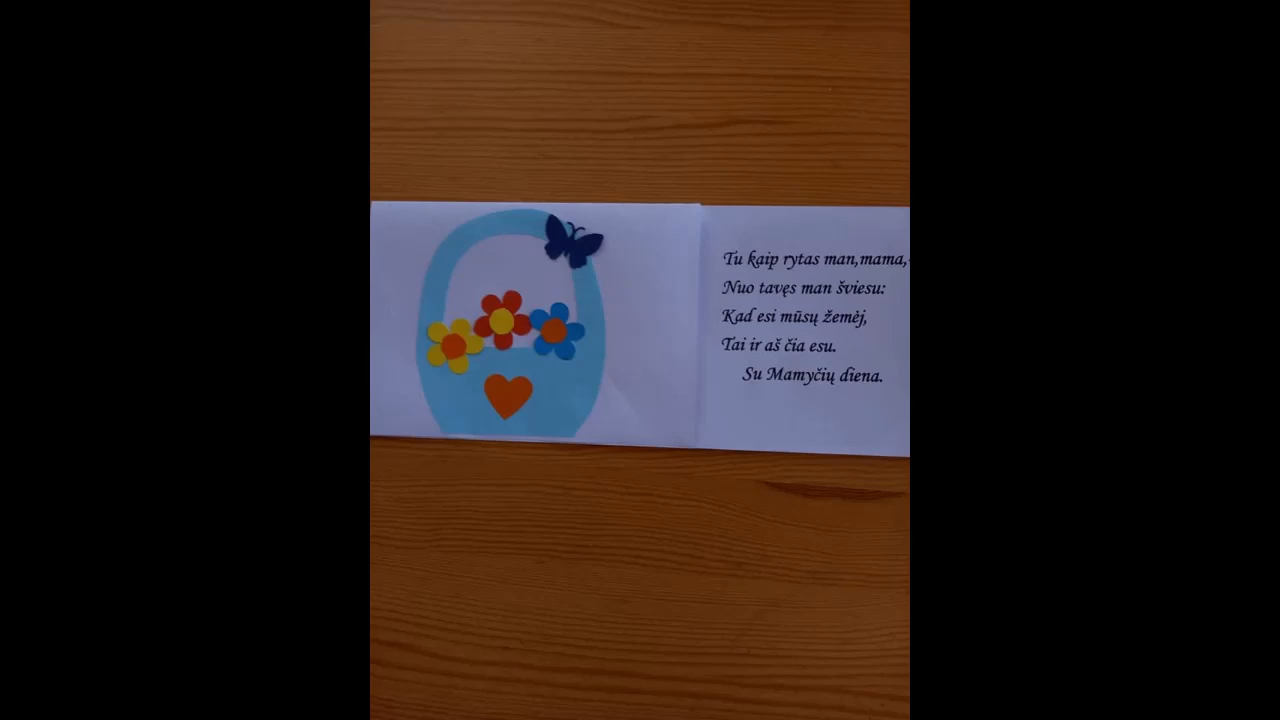 Tu kaip rytas man,mama,-
Nuo tavęs man šviesu:
Kad esi mūsų žemėj,
Tai ir aš čia esu.
Su Mamyčių diena.